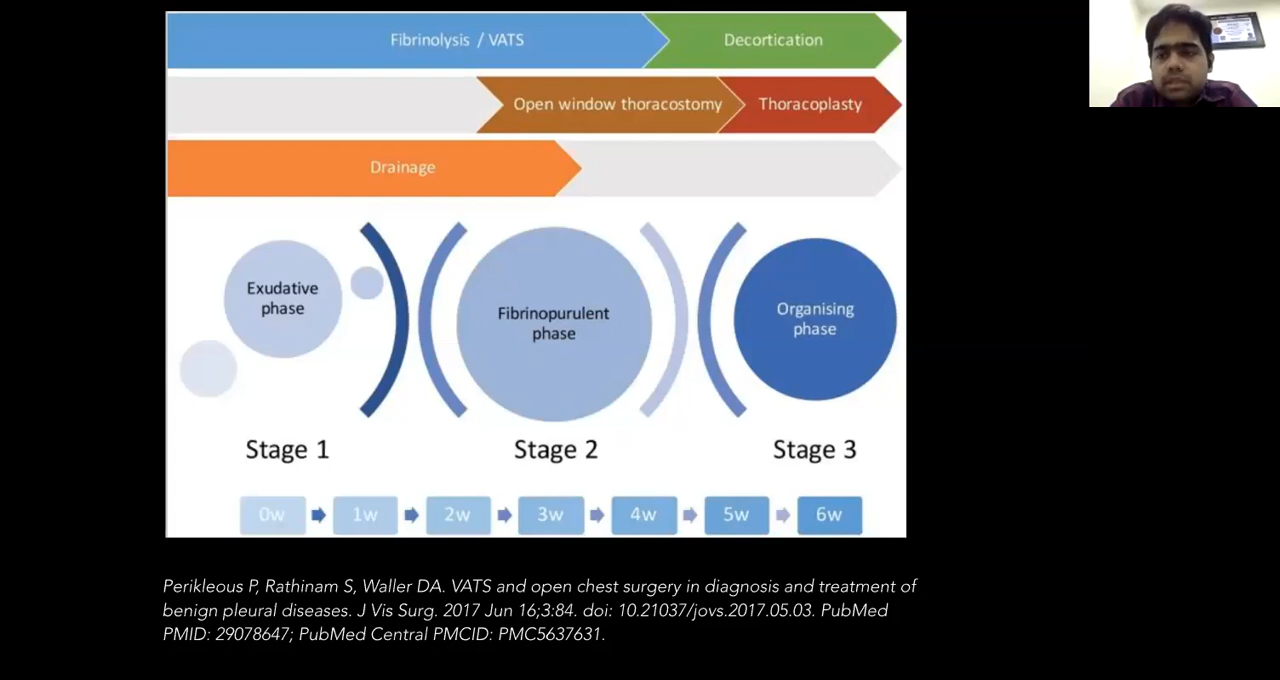 Fibrinolysis / VATS
Decortication
Open window thoracostomy
Thoracoplasty
Drainage
Exudative
phase
Fibrinopurulent
phase
Organising
phase
Stage 1
Stage 2
Stage 3
0w
1w
2w
3w
4w
5w
6w
Perikleous P, Rathinam S, Waller DA. VATS and open chest surgery in diagnosis and treatment of
benign pleural diseases. J Vis Surg. 2017 Jun 16;3:84. doi: 10.21037/jovs.2017.05.03. PubMed
PMID: 29078647; PubMed Central PMCID: PMC5637631.